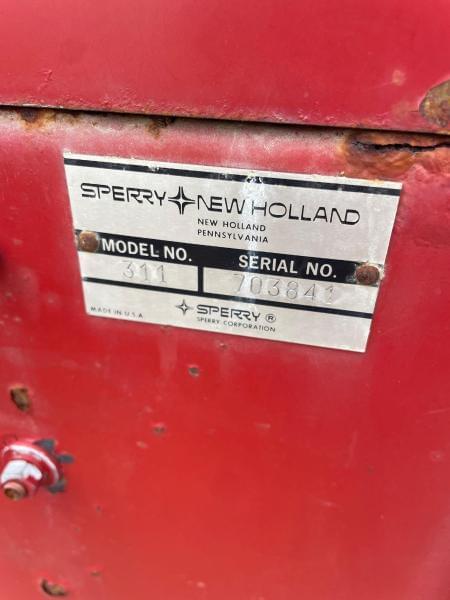 SPERRY NEW HOLLAND
NEW HOLLAND
PENNSYLVANIA
MODEL NO. SERIAL NO.
311 703841
MADE IN U.S.A.
SPERRY ®
SPERRY CORPORATION